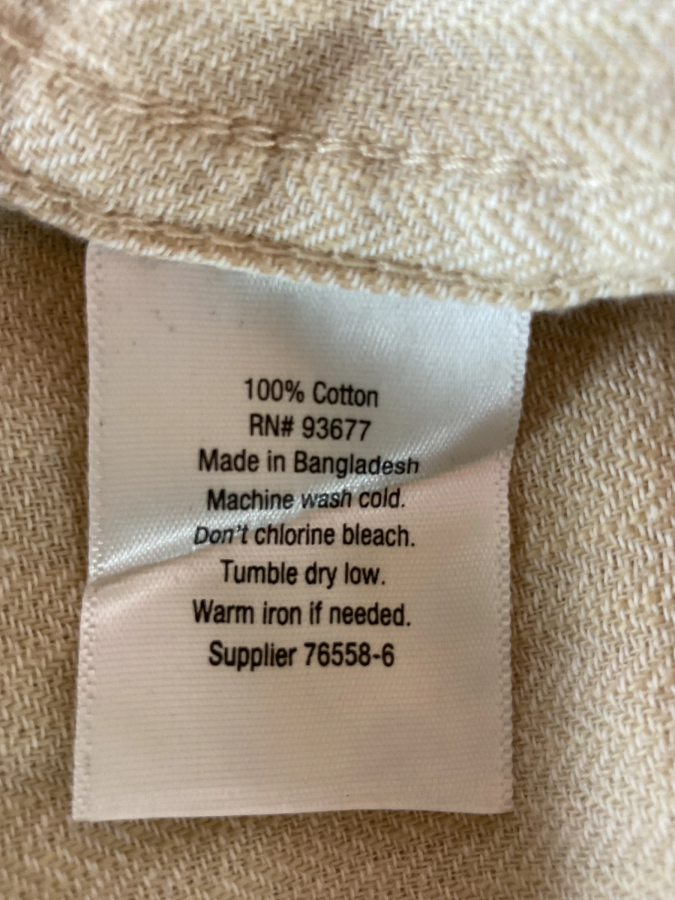 100% Cotton
RN# 93677
Made in Bangladesh
Machine wash cold.
Don't chlorine bleach.
Tumble dry low.
Warm iron if needed.
Supplier 76558-6